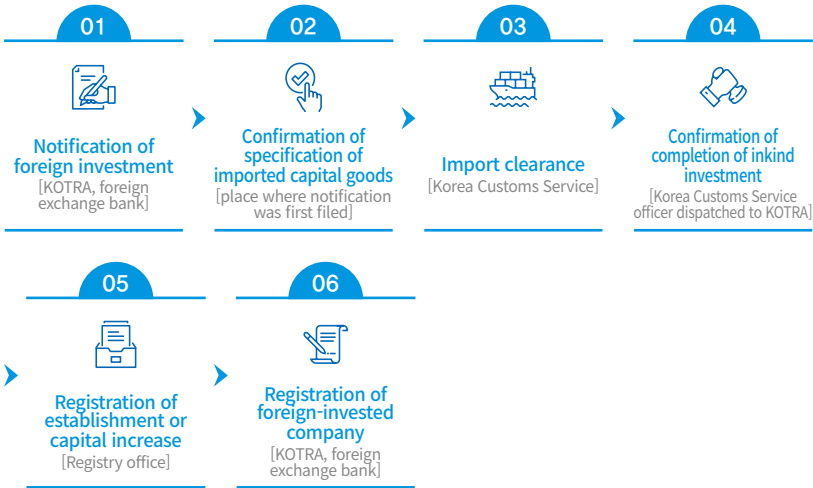 01
Notification of
foreign investment
[KOTRA, foreign
exchange bank]
02
Confirmation of
specification of
imported capital goods
[place where notification
was first filed]
03
Import clearance
[Korea Customs Service]
04
Confirmation of
completion of inkind
investment
[Korea Customs Service
officer dispatched to KOTRA]
05
Registration of
establishment or
capital increase
[Registry office]
06
Registration of
foreign-invested
company
[KOTRA, foreign
exchange bank]